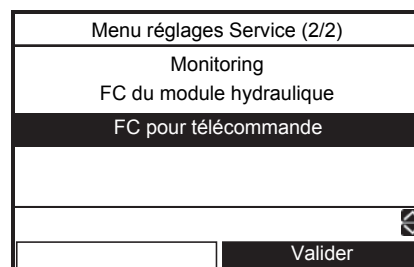 Menu réglages Service (2/2)
Monitoring
FC du module hydraulique
FC pour télécommande
Valider